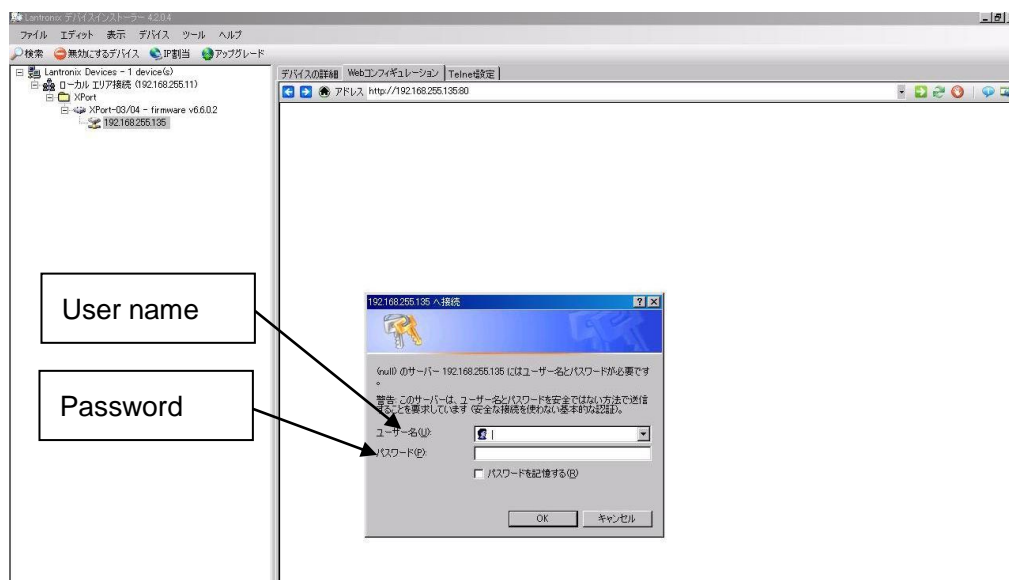 Lantronix デバイスインストーラー 4.2.0.4
ファイル エディット 表示 デバイス ツール ヘルプ
検索 無効にするデバイス IP割当 アップグレード
Lantronix Devices - 1 device(s)
ローカル エリア接続 (192.168.255.11)
XPort
XPort-03/04 - firmware v6.6.0.2
192.168.255.135
デバイスの詳細 Webコンフィギュレーション Telnet設定
アドレス http://192.168.255.135:80
User name
Password
192.168.255.135 へ接続
(null) のサーバー 192.168.255.135 にはユーザー名とパスワードが必要です
。
警告: このサーバーは、ユーザー名とパスワードを安全ではない方法で送信
することを要求しています (安全な接続を使わない基本的な認証)。
ユーザー名(U):
パスワード(P):
パスワードを記憶する(R)
OK キャンセル